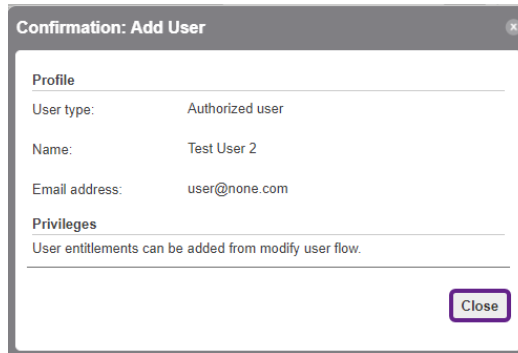 Confirmation: Add User
Profile
User type: Authorized user
Name: Test User 2
Email address: user@none.com
Privileges
User entitlements can be added from modify user flow.
Close